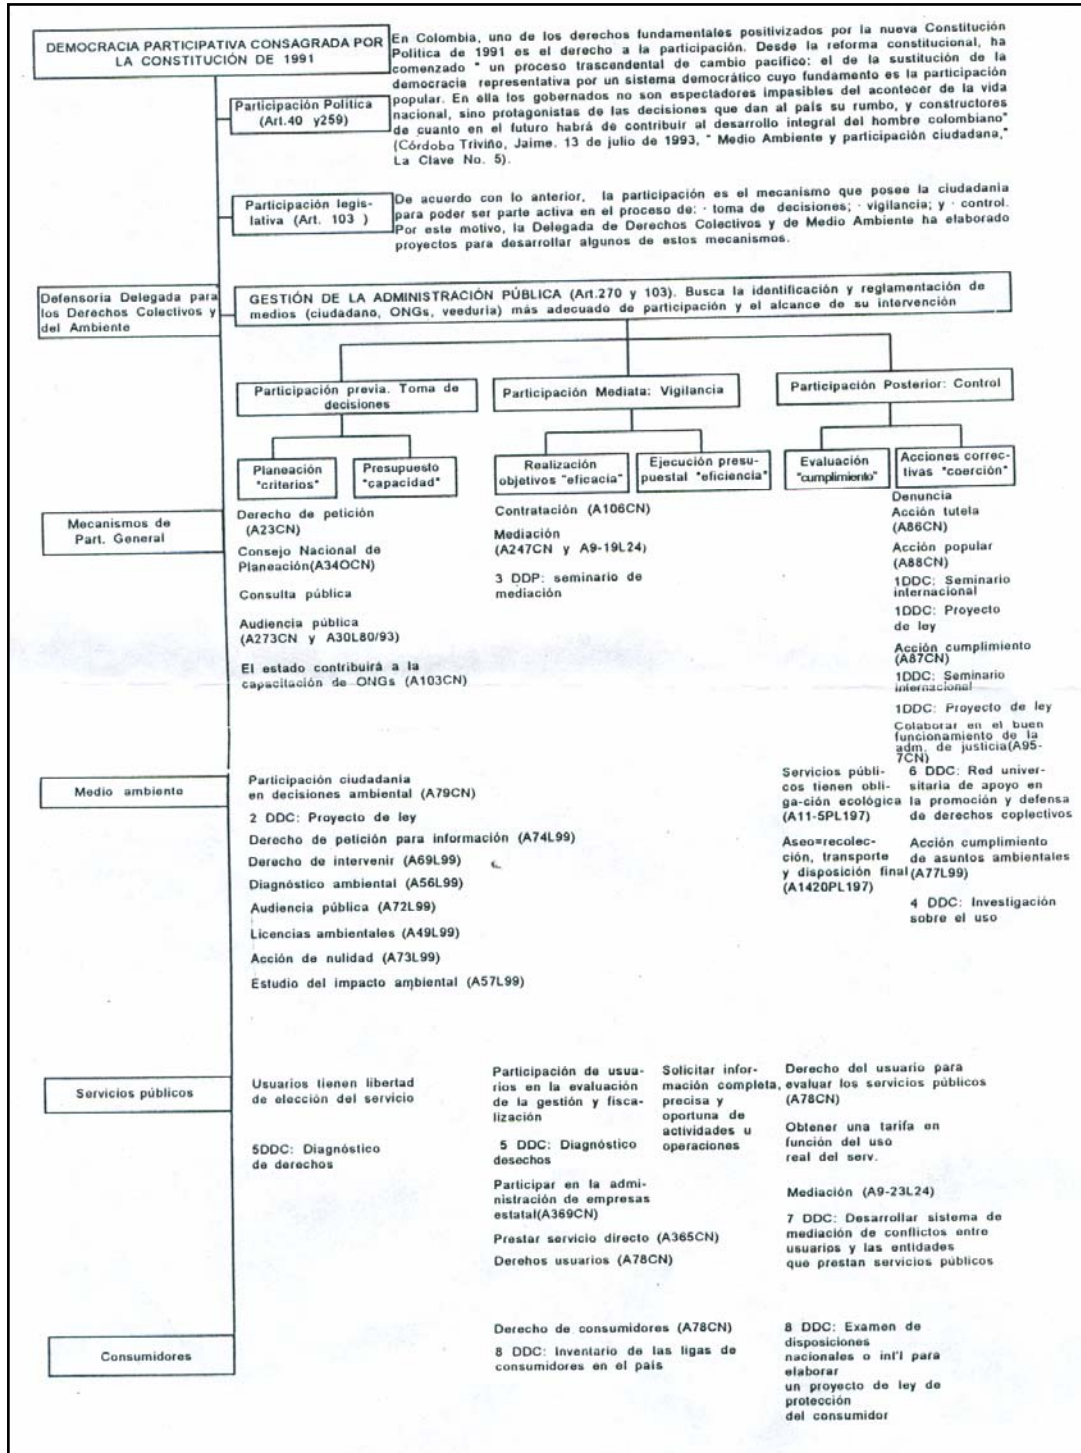 DEMOCRACIA PARTICIPATIVA CONSAGRADA POR
LA CONSTITUCIÓN DE 1991
En Colombia, uno de los derechos fundamentales positivizados por la nueva Constitución
Política de 1991 es el derecho a la participación. Desde la reforma constitucional, ha
comenzado " un proceso trascendental de cambio pacífico: el de la sustitución de la
democracia representativa por un sistema democrático cuyo fundamento es la participación
popular. En ella los gobernados no son espectadores impasibles del acontecer de la vida
nacional, sino protagonistas de las decisiones que dan al país su rumbo, y constructores
de cuanto en el futuro habrá de contribuir al desarrollo integral del hombre colombiano"
(Córdoba Triviño, Jaime. 13 de julio de 1993, " Medio Ambiente y participación ciudadana,"
La Clave No. 5).
Participación Política
(Art.40 y259)
Participación legis-
lativa (Art. 103 )
De acuerdo con lo anterior, la participación es el mecanismo que posee la ciudadanía
para poder ser parte activa en el proceso de: · toma de decisiones; · vigilancia; y · control.
Por este motivo, la Delegada de Derechos Colectivos y de Medio Ambiente ha elaborado
proyectos para desarrollar algunos de estos mecanismos.
Defensoría Delegada para
los Derechos Colectivos y
del Ambiente
GESTIÓN DE LA ADMINISTRACIÓN PÚBLICA (Art.270 y 103). Busca la identificación y reglamentación de
medios (ciudadano, ONGs, veeduría) más adecuado de participación y el alcance de su intervención
Participación previa. Toma de
decisiones
Participación Mediata: Vigilancia
Participación Posterior: Control
Planeación
"criterios"
Presupuesto
"capacidad"
Realización
objetivos "eficacia"
Ejecución presu-
puestal "eficiencia"
Evaluación
"cumplimiento"
Acciones correc-
tivas "coerción"
Mecanismos de
Part. General
Derecho de petición
(A23CN)
Consejo Nacional de
Planeación(A34OCN)
Consulta pública
Audiencia pública
(A273CN y A30L80/93)
El estado contribuirá a la
capacitación de ONGs (A103CN)
Contratación (A106CN)
Mediación
(A247CN y A9-19L24)
3 DDP: seminario de
mediación
Denuncia
Acción tutela
(A86CN)
Acción popular
(A88CN)
1DDC: Seminario
internacional
1DDC: Proyecto
de ley
Acción cumplimiento
(A87CN)
1DDC: Seminario
internacional
1DDC: Proyecto de ley
Colaborar en el buen
funcionamiento de la
adm. de justicia(A95-
7CN)
Medio ambiente
Participación ciudadania
en decisiones ambiental (A79CN)
2 DDC: Proyecto de ley
Derecho de petición para información (A74L99)
Derecho de intervenir (A69L99)
Diagnóstico ambiental (A56L99)
Audiencia pública (A72L99)
Licencias ambientales (A49L99)
Acción de nulidad (A73L99)
Estudio del impacto ambiental (A57L99)
Servicios públi-
cos tienen obli-
ga-ción ecológica
(A11-5PL197)
Aseo=recolec-
ción, transporte
y disposición final
(A1420PL197)
6 DDC: Red univer-
sitaria de apoyo en
la promoción y defensa
de derechos coplectivos
Acción cumplimiento
de asuntos ambientales
(A77L99)
4 DDC: Investigación
sobre el uso
Servicios públicos
Usuarios tienen libertad
de elección del servicio
5DDC: Diagnóstico
de derechos
Participación de usua-
rios en la evaluación
de la gestión y fisca-
lización
5 DDC: Diagnóstico
desechos
Participar en la admi-
nistración de empresas
estatal(A369CN)
Prestar servicio directo (A365CN)
Derehos usuarios (A78CN)
Solicitar infor-
mación completa,
precisa y
oportuna de
actividades u
operaciones
Derecho del usuario para
evaluar los servicios públicos
(A78CN)
Obtener una tarifa en
función del uso
real del serv.
Mediación (A9-23L24)
7 DDC: Desarrollar sistema de
mediación de conflictos entre
usuarios y las entidades
que prestan servicios públicos
Consumidores
Derecho de consumidores (A78CN)
8 DDC: Inventario de las ligas de
consumidores en el país
8 DDC: Examen de
disposiciones
nacionales o int'l para
elaborar
un proyecto de ley de
protección
del consumidor